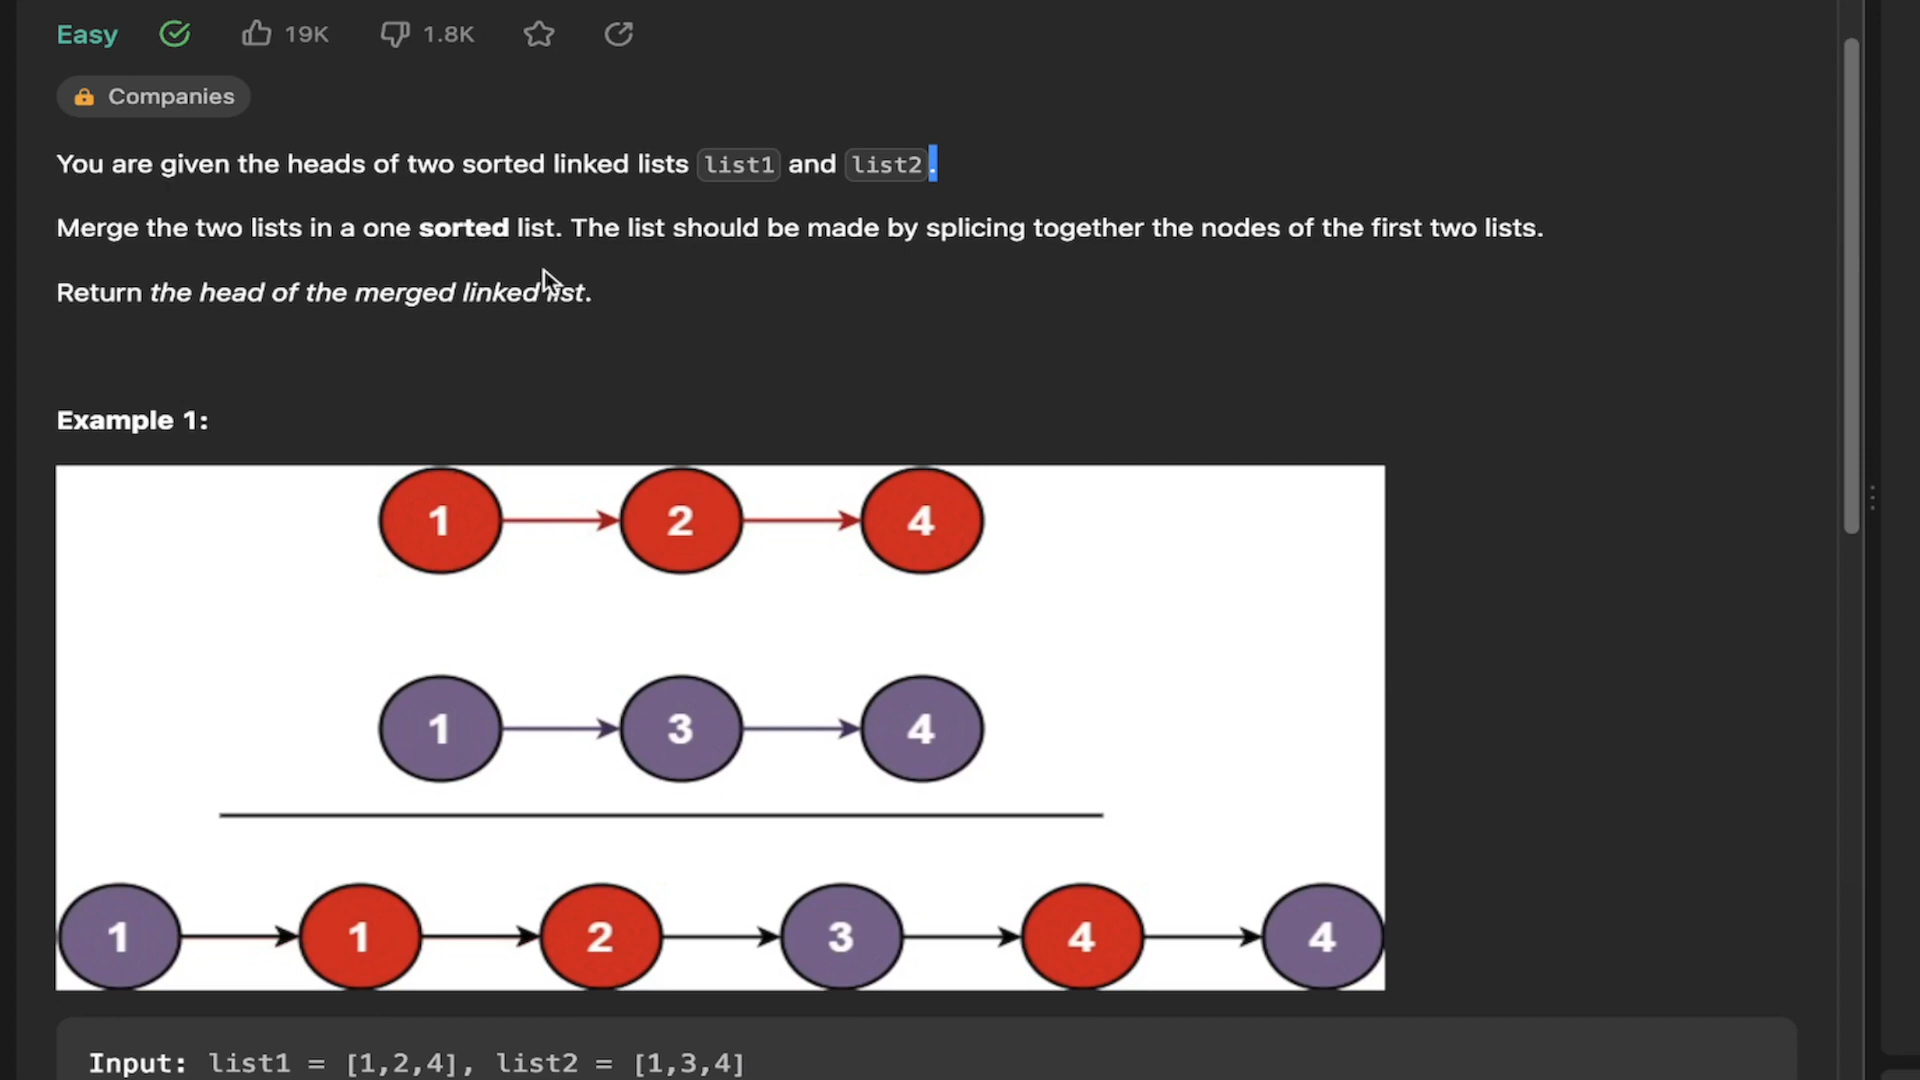 Easy 19K 1.8K
Companies
You are given the heads of two sorted linked lists list1 and list2.
Merge the two lists in a one sorted list. The list should be made by splicing together the nodes of the first two lists.
Return the head of the merged linked list.
Example 1:
1 2 4
1 3 4
1 1 2 3 4 4
Input: list1 = [1,2,4], list2 = [1,3,4]